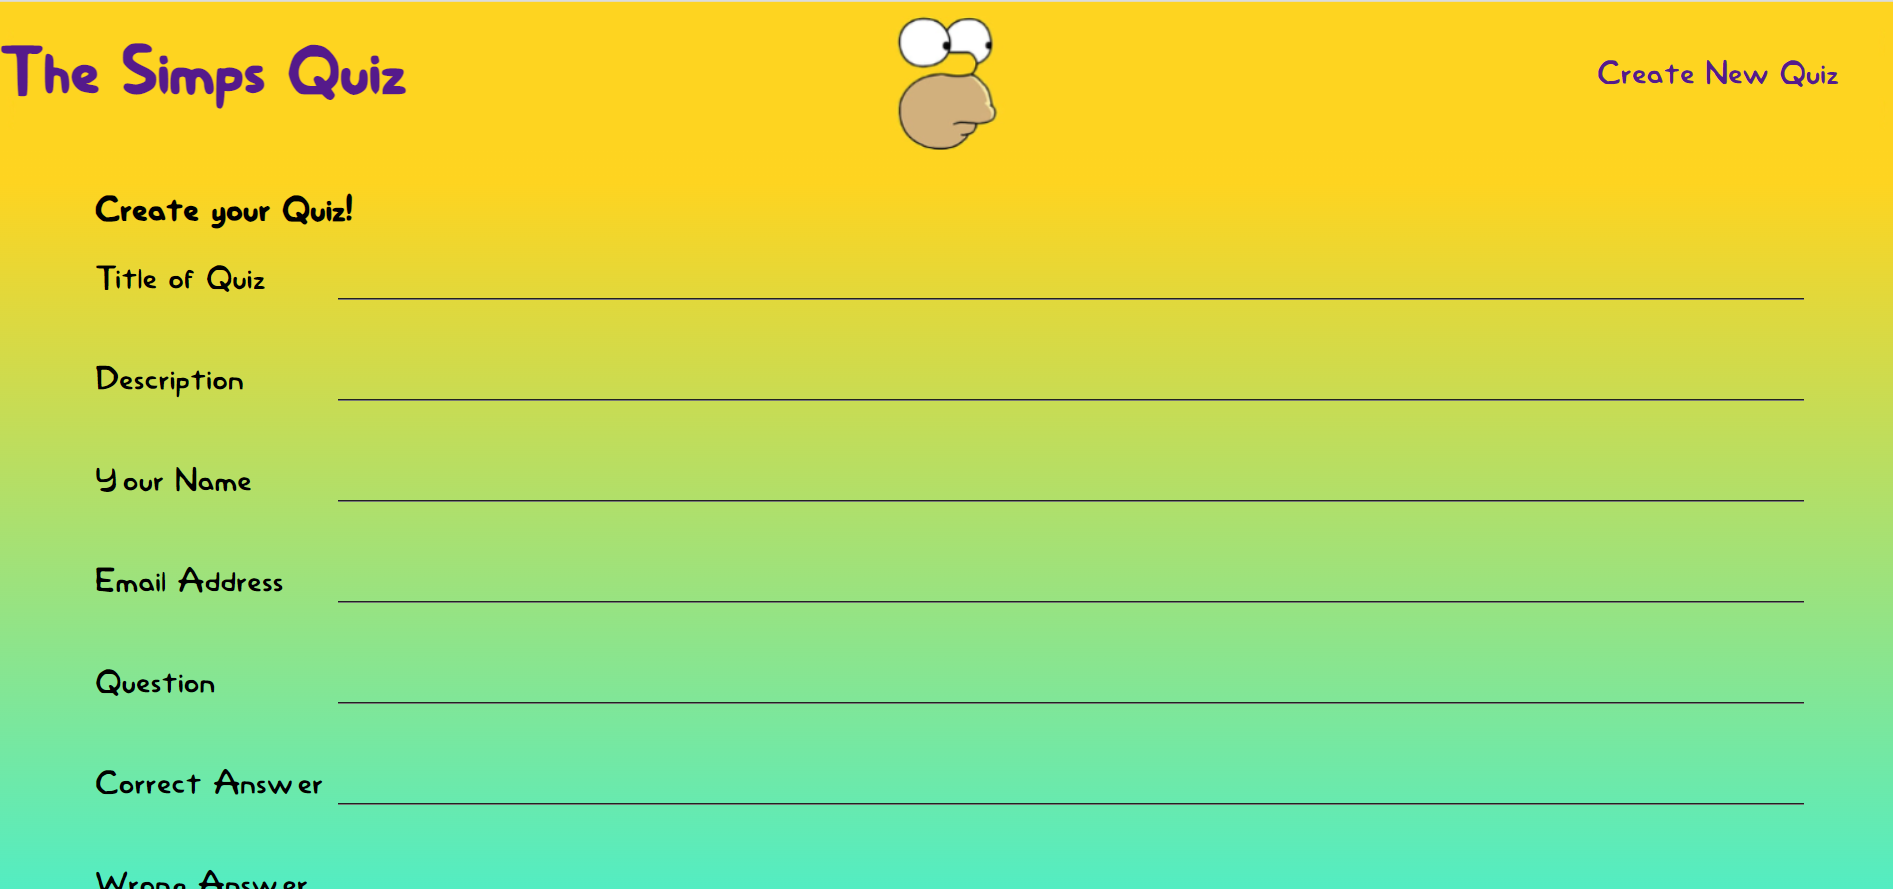 The Simps Quiz
Create New Quiz
Create your Quiz!
Title of Quiz
Description
Your Name
Email Address
Question
Correct Answer
Wrong Answer